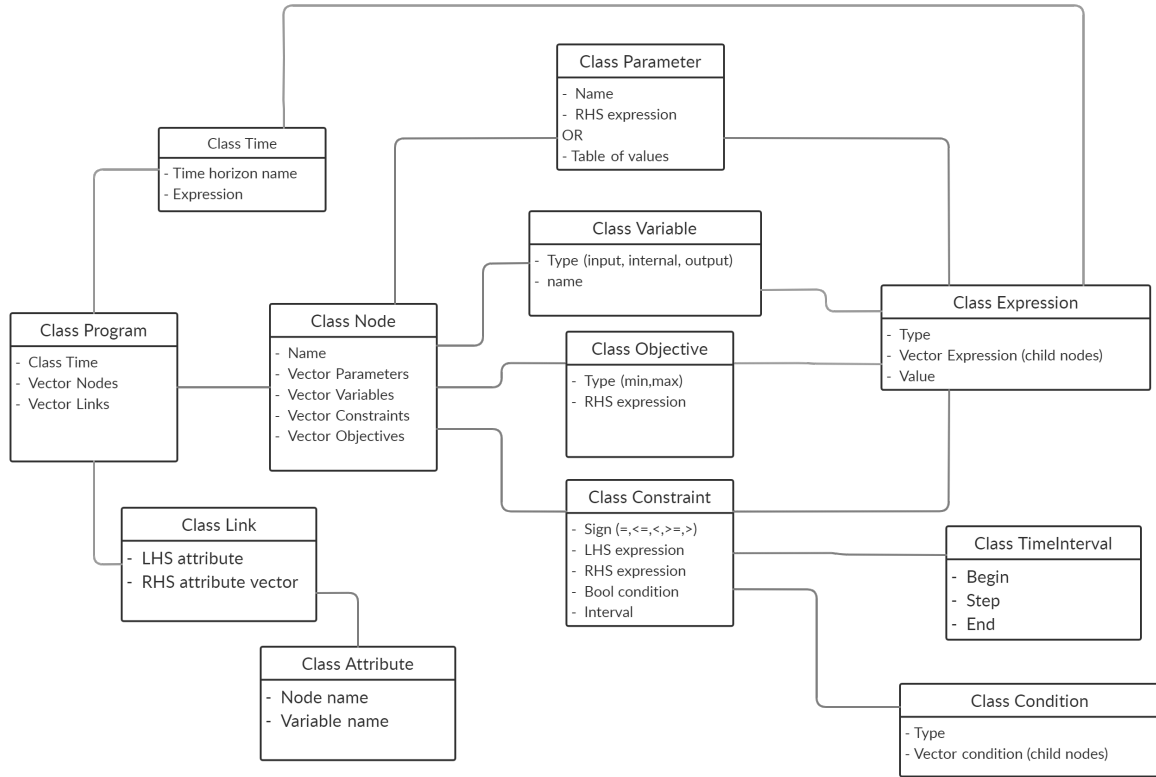 Class Parameter
- Name
- RHS expression
OR
- Table of values
Class Time
- Time horizon name
- Expression
Class Variable
- Type (input, internal, output)
- name
Class Expression
- Type
- Vector Expression (child nodes)
- Value
Class Program
- Class Time
- Vector Nodes
- Vector Links
Class Node
- Name
- Vector Parameters
- Vector Variables
- Vector Constraints
- Vector Objectives
Class Objective
- Type (min,max)
- RHS expression
Class Constraint
- Sign (=,<=,<,>=,>)
- LHS expression
- RHS expression
- Bool condition
- Interval
Class Link
- LHS attribute
- RHS attribute vector
Class TimeInterval
- Begin
- Step
- End
Class Attribute
- Node name
- Variable name
Class Condition
- Type
- Vector condition (child nodes)